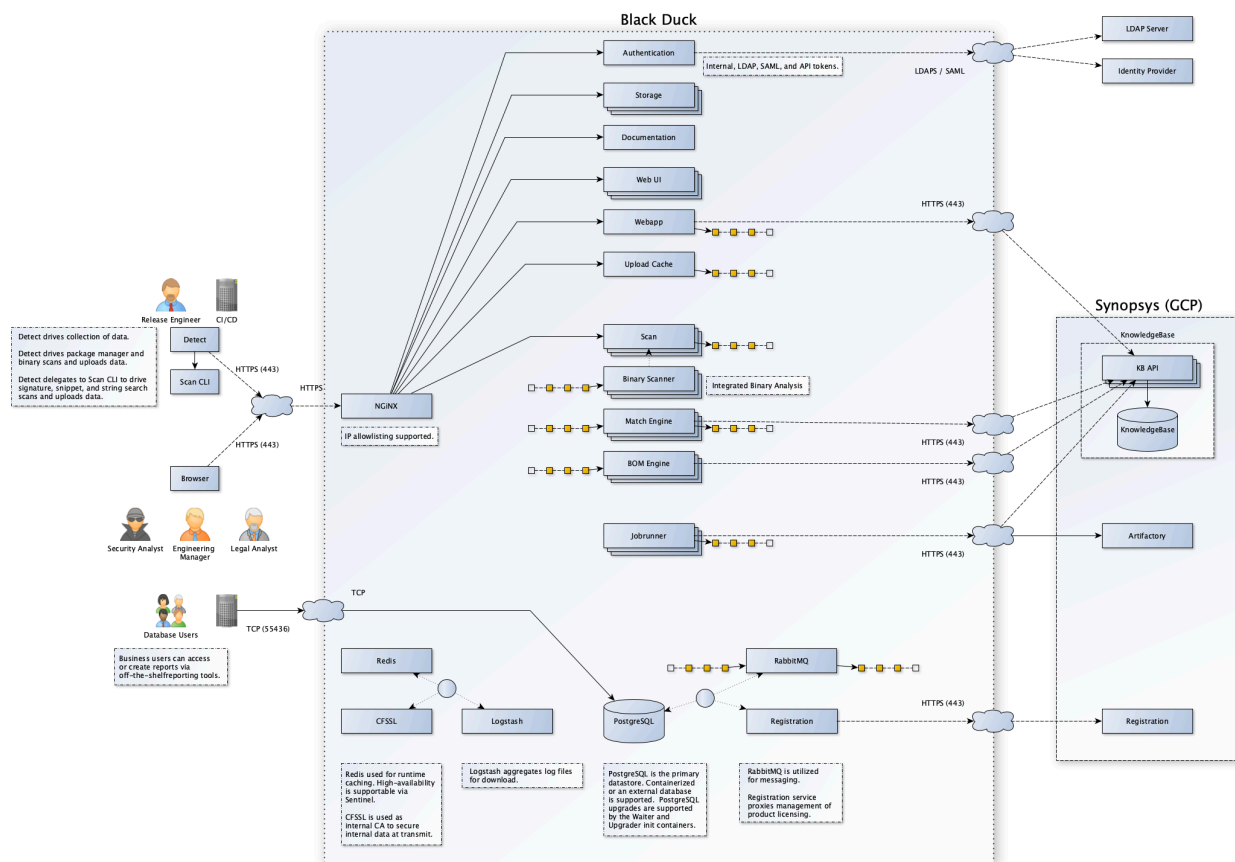 Black Duck
Authentication
Internal, LDAP, SAML, and API tokens.
LDAPS / SAML
LDAP Server
Identity Provider
Storage
Documentation
Web UI
Webapp
HTTPS (443)
Upload Cache
Release Engineer
CI/CD
Detect drives collection of data.
Detect drives package manager and
binary scans and uploads data.
Detect delegates to Scan CLI to drive
signature, snippet, and string search
scans and uploads data.
Detect
Scan CLI
HTTPS (443)
HTTPS
HTTPS (443)
Browser
NGiNX
IP allowlisting supported.
Scan
Binary Scanner
Integrated Binary Analysis
Match Engine
HTTPS (443)
BOM Engine
HTTPS (443)
Jobrunner
HTTPS (443)
Synopsys (GCP)
KnowledgeBase
KB API
KnowledgeBase
Artifactory
Security Analyst
Engineering
Manager
Legal Analyst
Database Users
TCP (55436)
TCP
Business users can access
or create reports via
off-the-shelfreporting tools.
Redis
CFSSL
Logstash
PostgreSQL
RabbitMQ
Registration
HTTPS (443)
Registration
Redis used for runtime
caching. High-availability
is supportable via
Sentinel.
CFSSL is used as
internal CA to secure
internal data at transmit.
Logstash aggregates log files
for download.
PostgreSQL is the primary
datastore. Containerized
or an external database
is supported. PostgreSQL
upgrades are supported
by the Waiter and
Upgrader init containers.
RabbitMQ is utilized
for messaging.
Registration service
proxies management of
product licensing.